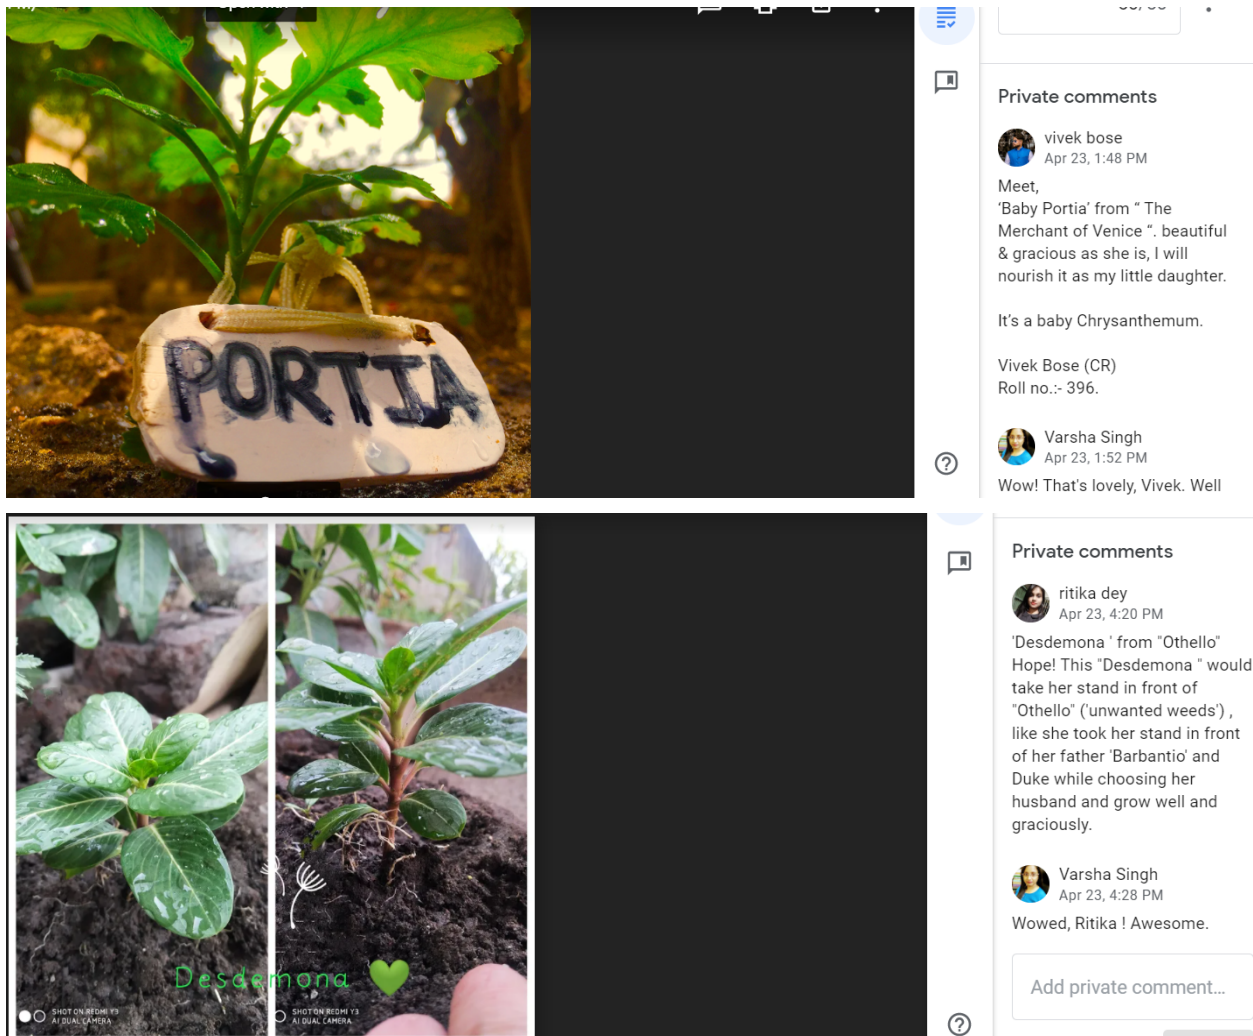 Private comments
vivek bose
Apr 23, 1:48 PM
Meet,
‘Baby Portia’ from “ The
Merchant of Venice “. beautiful
& gracious as she is, I will
nourish it as my little daughter.
It's a baby Chrysanthemum.
Vivek Bose (CR)
Roll no.:- 396.
Varsha Singh
Apr 23, 1:52 PM
Wow! That's lovely, Vivek. Well
PORTIA
Private comments
ritika dey
Apr 23, 4:20 PM
'Desdemona ' from "Othello"
Hope! This "Desdemona " would
take her stand in front of
"Othello" ('unwanted weeds') ,
like she took her stand in front
of her father 'Barbantio' and
Duke while choosing her
husband and grow well and
graciously.
Varsha Singh
Apr 23, 4:28 PM
Wowed, Ritika ! Awesome.
Add private comment...
Desdemona
SHOT ON REDMI Y3
AI DUAL CAMERA
SHOT ON REDMI Y3
AI DUAL CAMERA